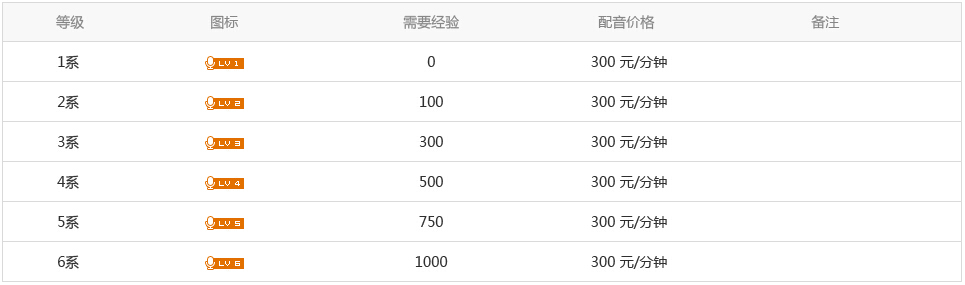 等级 图标 需要经验 配音价格 备注
1系 LV 1 0 300 元/分钟
2系 LV 2 100 300 元/分钟
3系 LV 3 300 300 元/分钟
4系 LV 4 500 300 元/分钟
5系 LV 5 750 300 元/分钟
6系 LV 6 1000 300 元/分钟